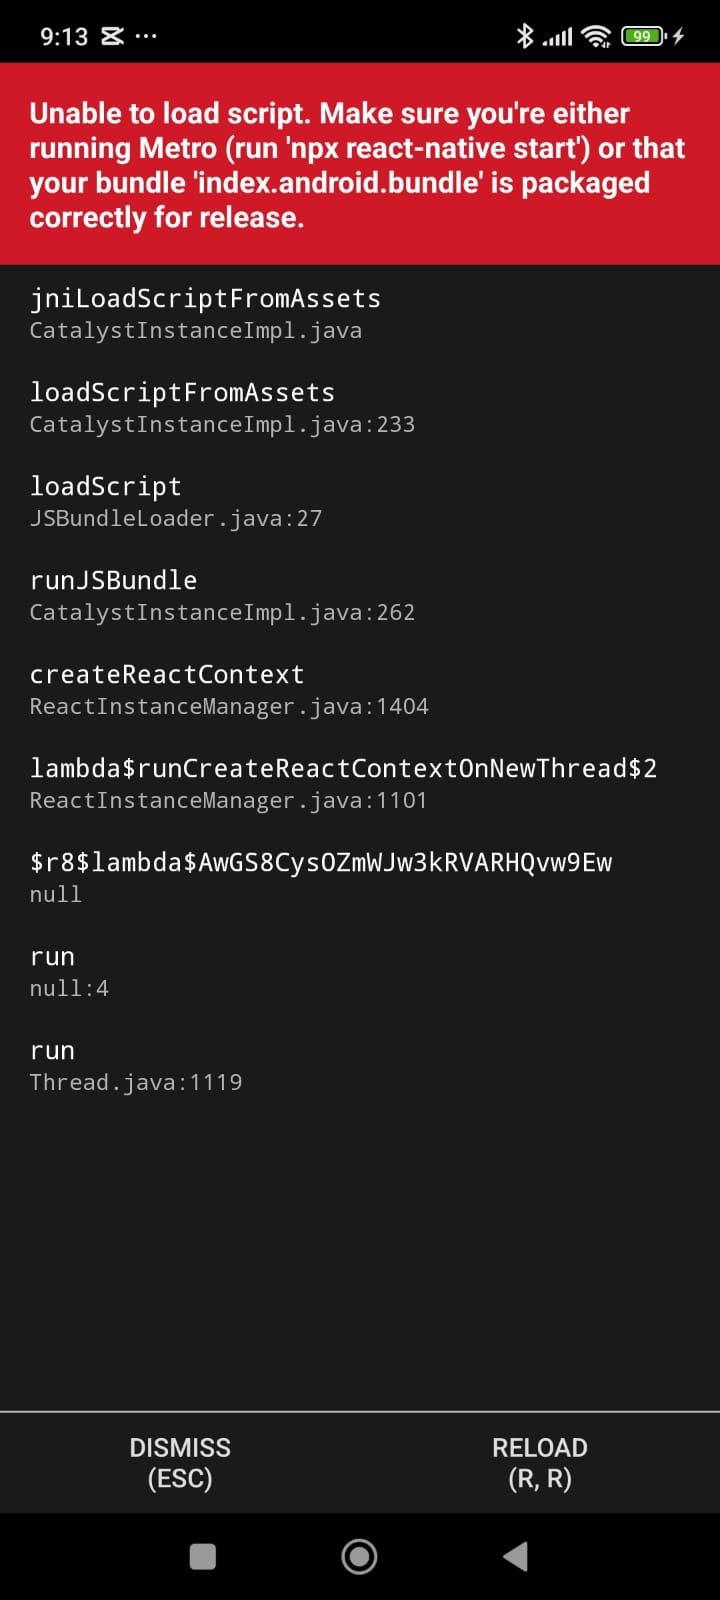 9:13
99
Unable to load script. Make sure you're either
running Metro (run 'npx react-native start') or that
your bundle 'index.android.bundle' is packaged
correctly for release.
jniLoadScriptFromAssets
CatalystInstanceImpl.java
loadScriptFromAssets
CatalystInstanceImpl.java:233
loadScript
JSBundleLoader.java:27
runJSBundle
CatalystInstanceImpl.java:262
createReactContext
ReactInstanceManager.java:1404
lambda$runCreateReactContextOnNewThread$2
ReactInstanceManager.java:1101
$r8$lambda$AwGS8CysOZmWJw3kRVARHQvw9Ew
null
run
null:4
run
Thread.java:1119
DISMISS
(ESC)
RELOAD
(R, R)